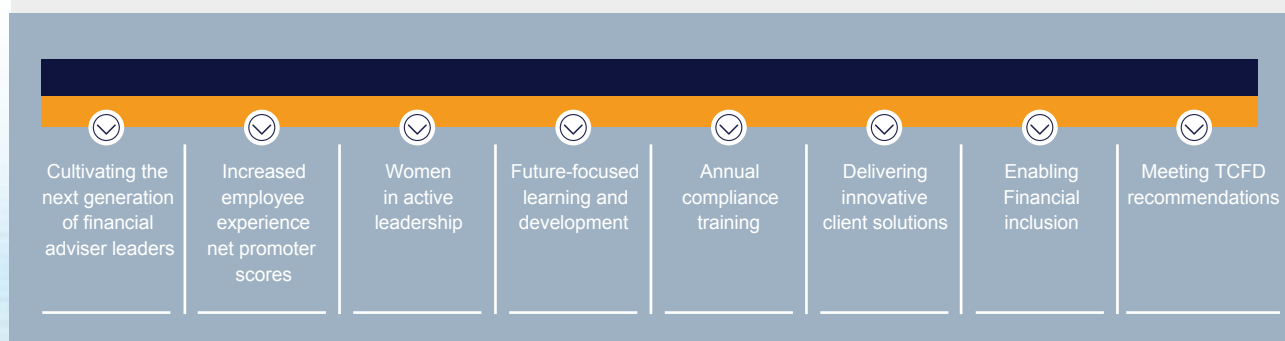 Cultivating the
next generation
of financial
adviser leaders
Increased
employee
experience
net promoter
scores
Women
in active
leadership
Future-focused
learning and
development
Annual
compliance
training
Delivering
innovative
client solutions
Enabling
Financial
inclusion
Meeting TCFD
recommendations